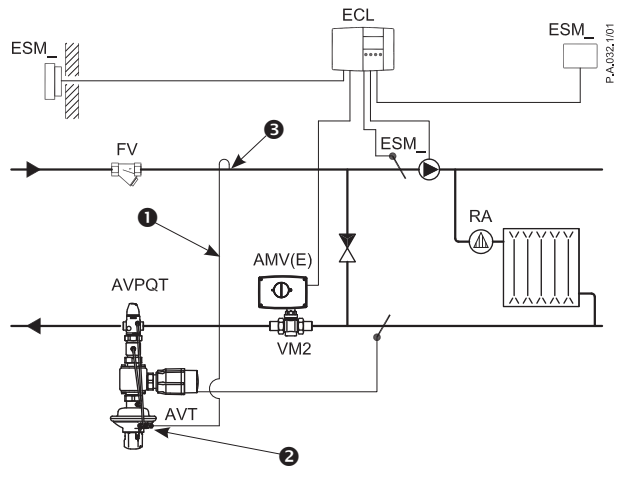 ECL
ESM_
ESM_
P.A.032.1/01
❸
FV
ESM_
❶
RA
AMV(E)
AVPQT
VM2
AVT
❷